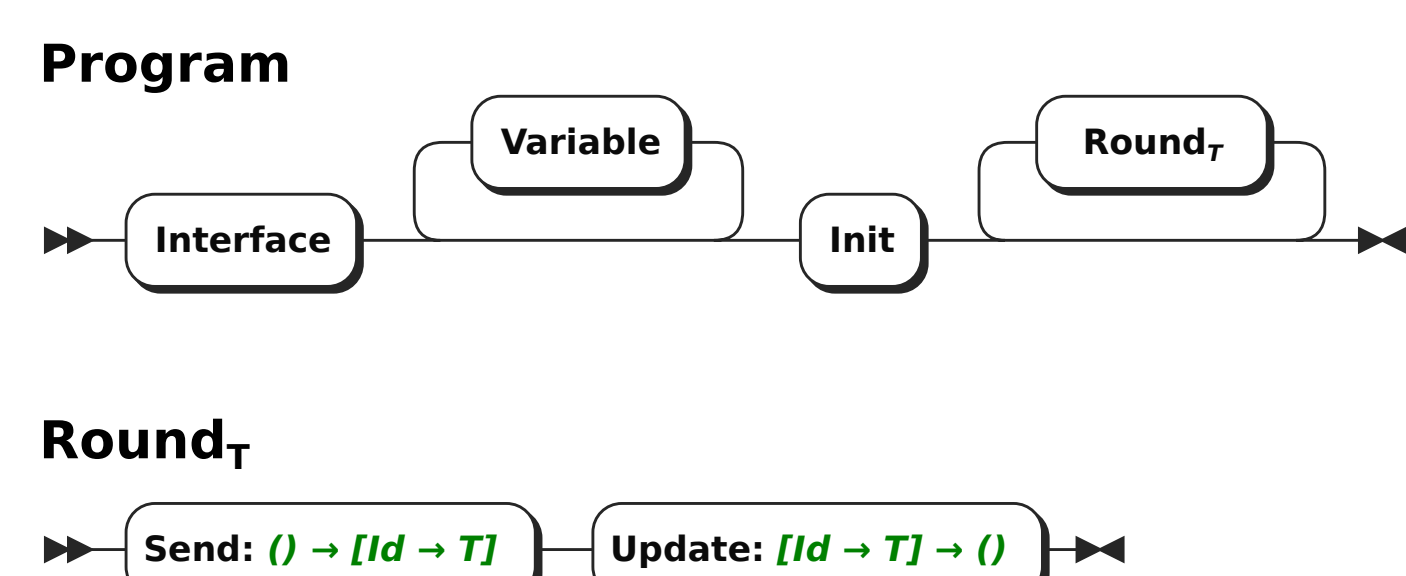 Program
Variable
Round_T
Interface
Init
Round_T
Send: () → [Id → T]
Update: [Id → T] → ()